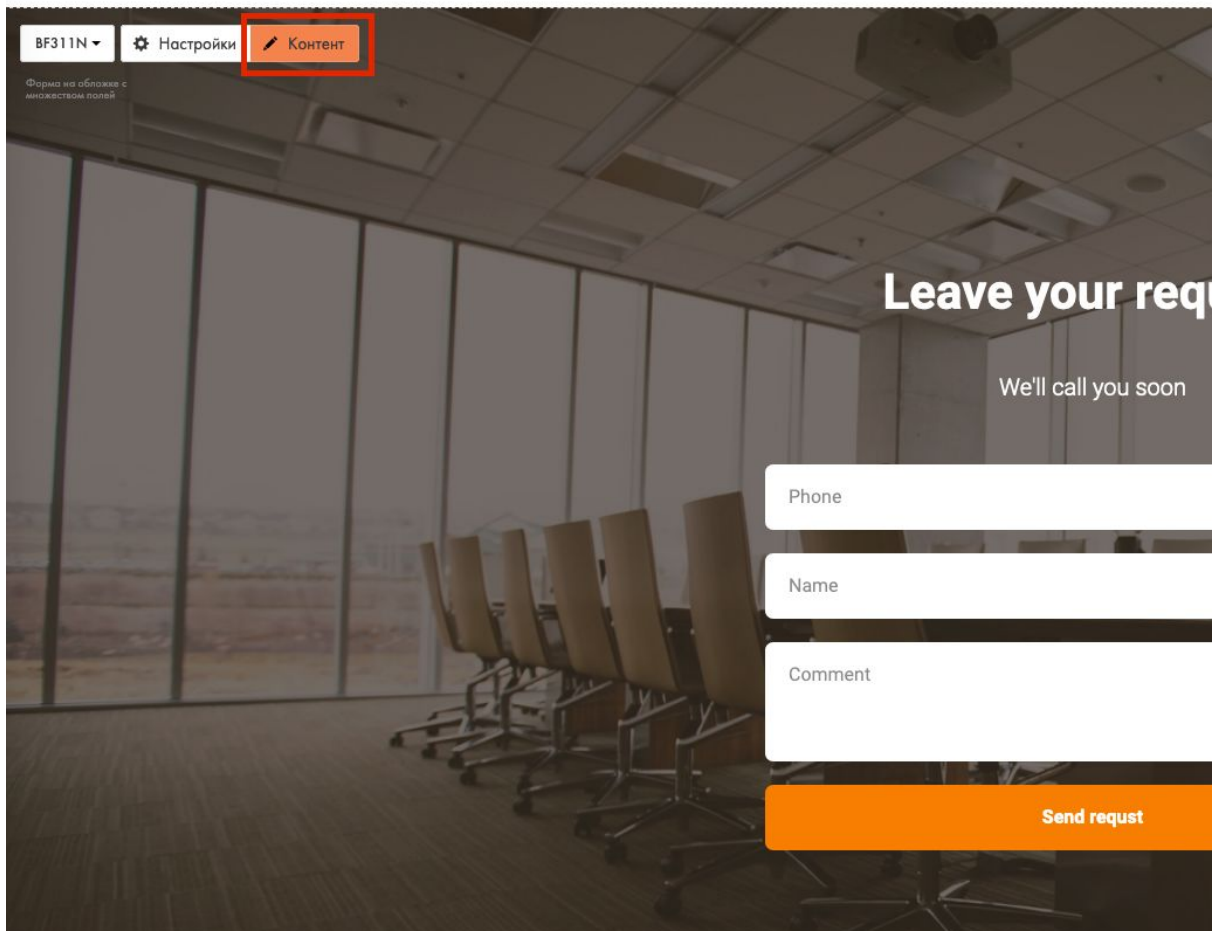 BF311N
Настройки
Контент
Форма на обложке с
множеством полей
Leave your requ
We'll call you soon
Phone
Name
Comment
Send requst